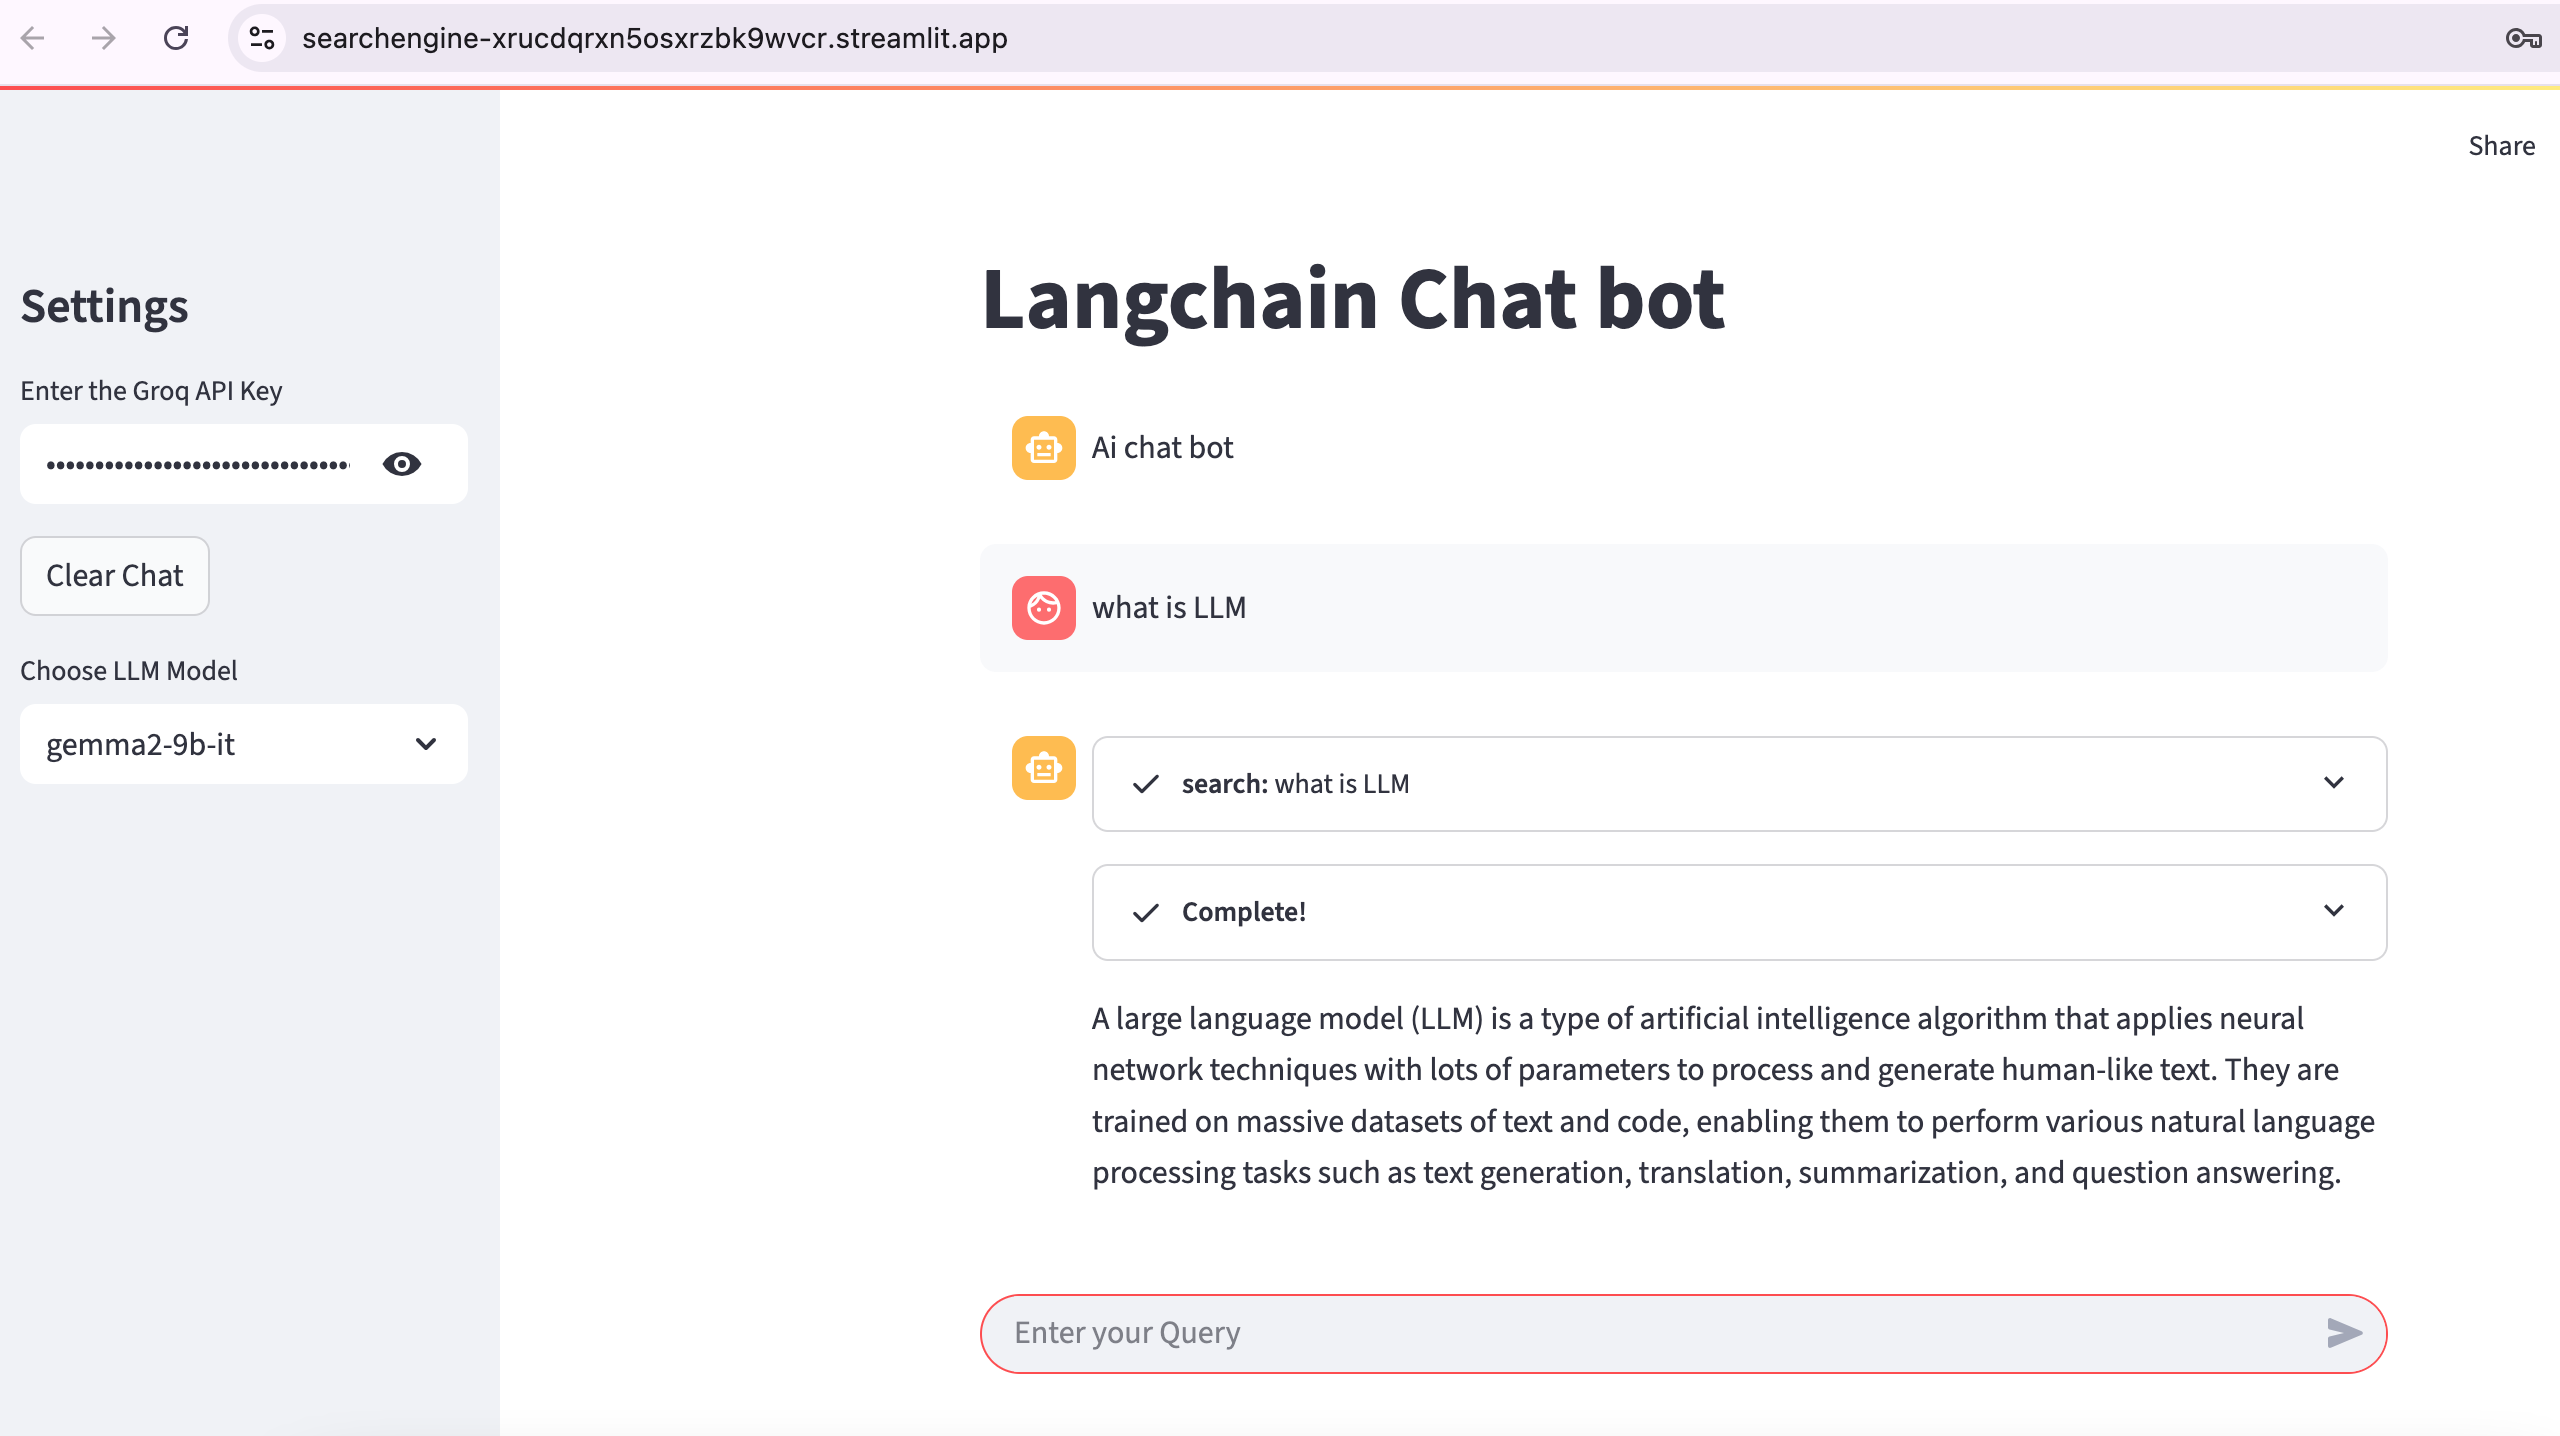 searchengine-xrucdqrxn5osxrzbk9wvcr.streamlit.app
Share
Settings
Enter the Groq API Key
••••••••••••••••••••••••••••••••
Clear Chat
Choose LLM Model
gemma2-9b-it
Langchain Chat bot
Ai chat bot
what is LLM
search: what is LLM
Complete!
A large language model (LLM) is a type of artificial intelligence algorithm that applies neural
network techniques with lots of parameters to process and generate human-like text. They are
trained on massive datasets of text and code, enabling them to perform various natural language
processing tasks such as text generation, translation, summarization, and question answering.
Enter your Query